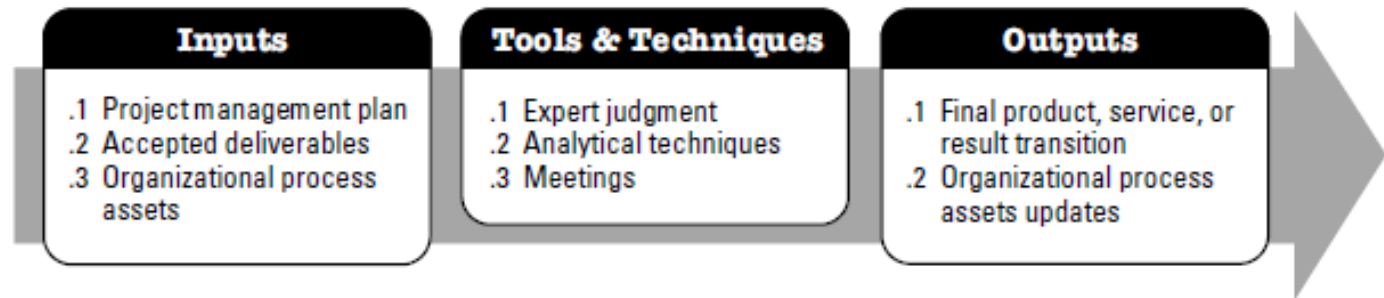 Inputs
.1 Project management plan
.2 Accepted deliverables
.3 Organizational process
assets
Tools & Techniques
.1 Expert judgment
.2 Analytical techniques
.3 Meetings
Outputs
.1 Final product, service, or
result transition
.2 Organizational process
assets updates